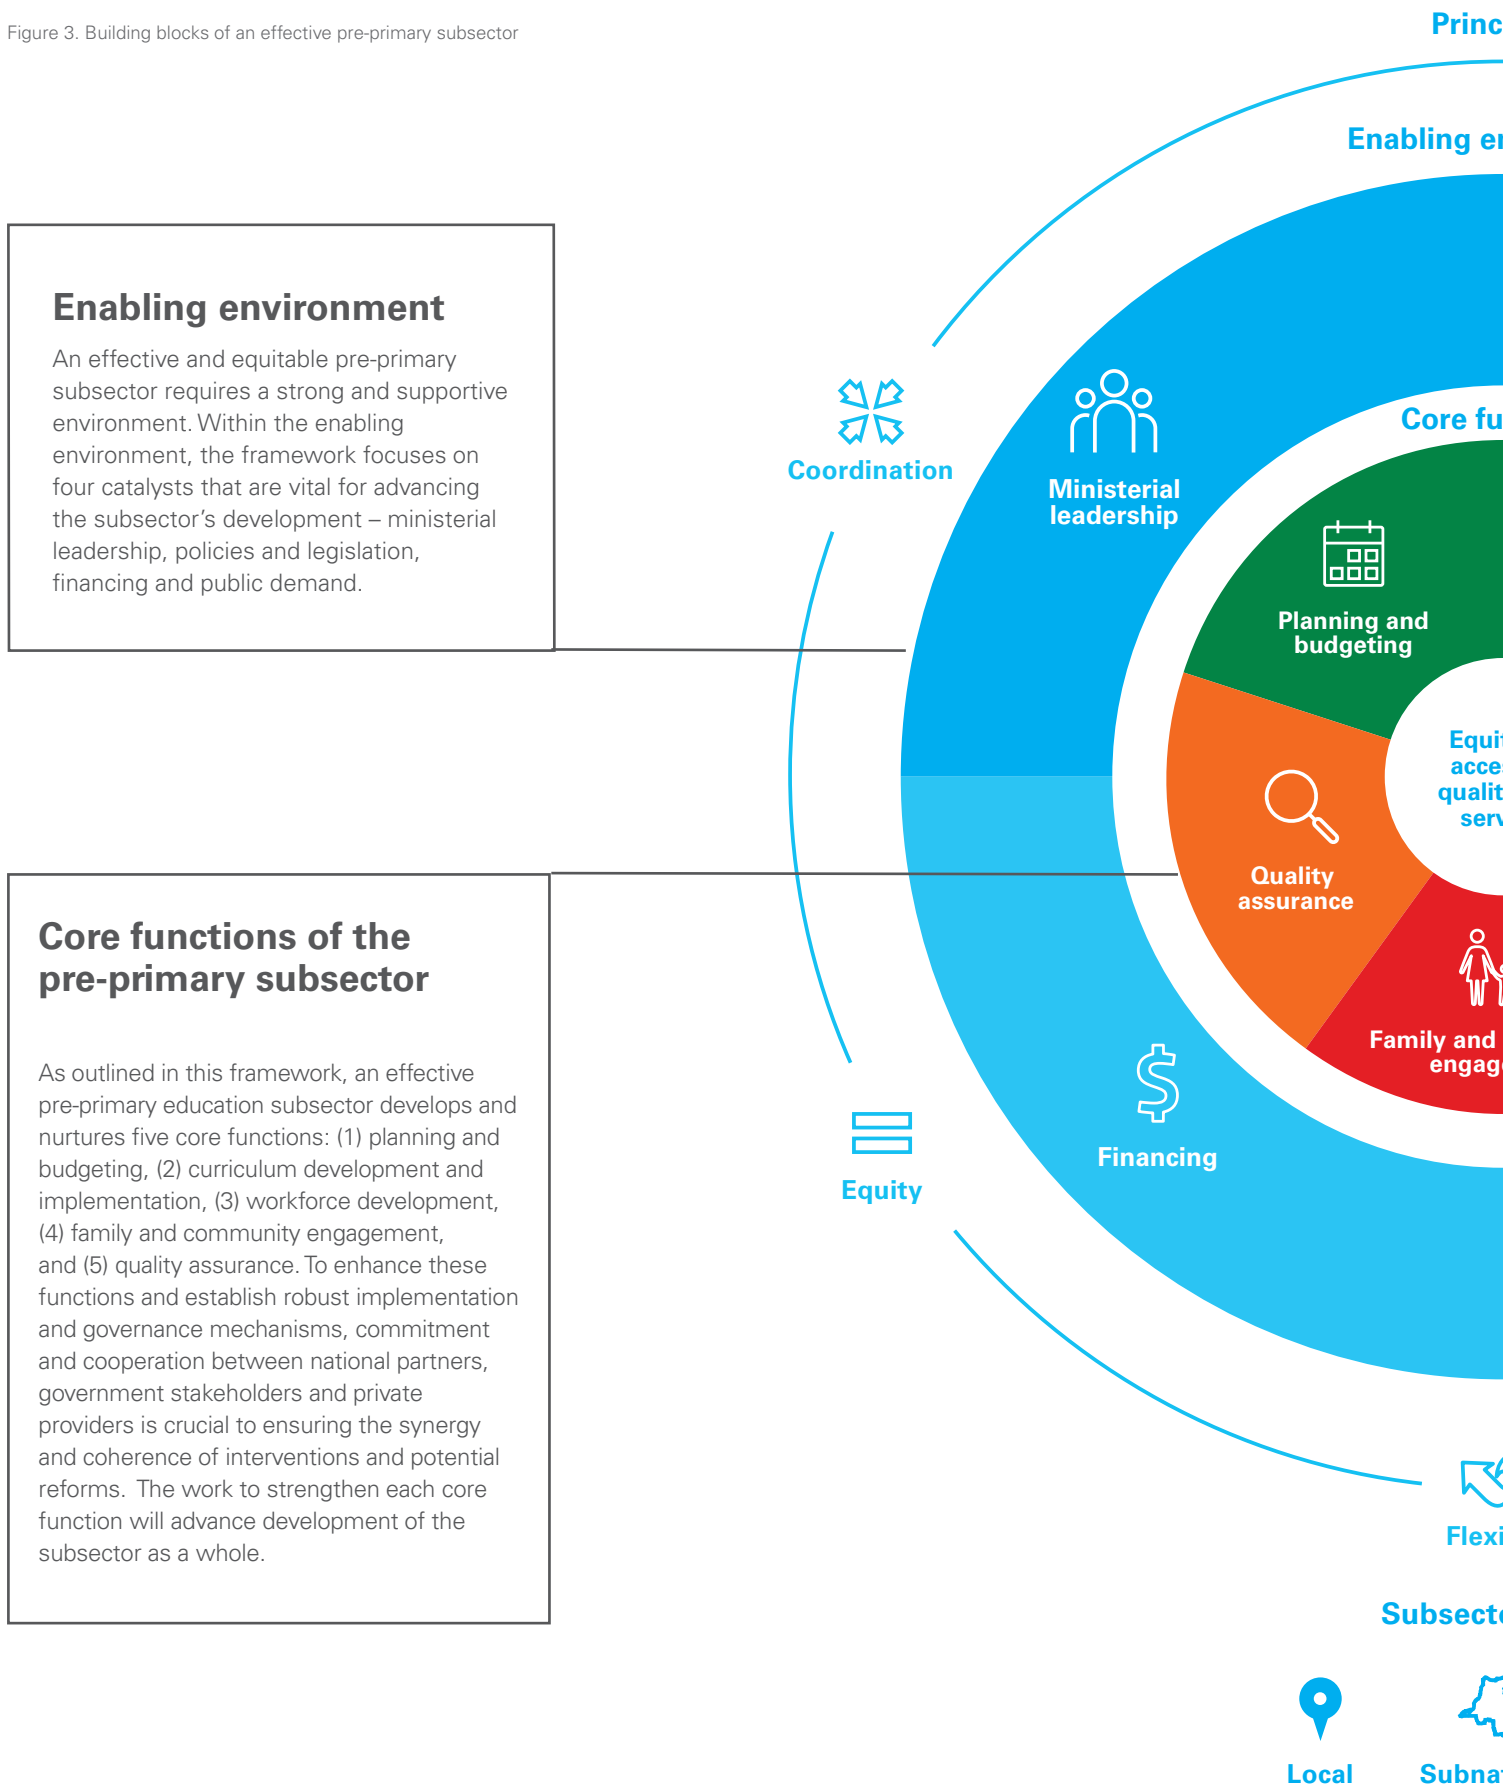 Figure 3. Building blocks of an effective pre-primary subsector
Princ
Enabling er
Enabling environment
An effective and equitable pre-primary
subsector requires a strong and supportive
environment. Within the enabling
environment, the framework focuses on
four catalysts that are vital for advancing
the subsector's development – ministerial
leadership, policies and legislation,
financing and public demand.
Coordination
Ministerial
leadership
Core fu
Planning and
budgeting
Equit
acces
qualit
serv
Quality
assurance
Family and
engage
Financing
Equity
Core functions of the
pre-primary subsector
As outlined in this framework, an effective
pre-primary education subsector develops and
nurtures five core functions: (1) planning and
budgeting, (2) curriculum development and
implementation, (3) workforce development,
(4) family and community engagement,
and (5) quality assurance. To enhance these
functions and establish robust implementation
and governance mechanisms, commitment
and cooperation between national partners,
government stakeholders and private
providers is crucial to ensuring the synergy
and coherence of interventions and potential
reforms. The work to strengthen each core
function will advance development of the
subsector as a whole.
Flexi
Subsecto
Local
Subnat